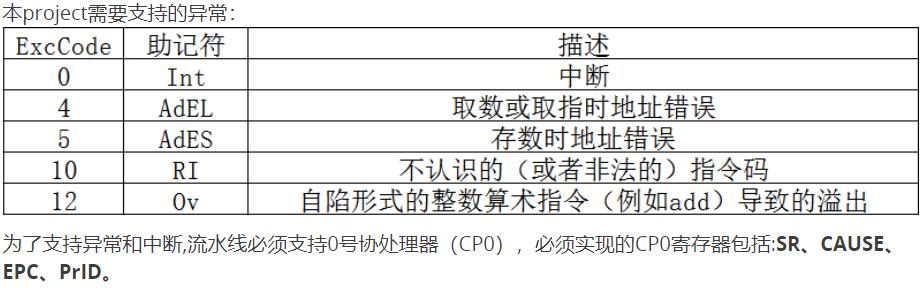 本project需要支持的异常:
ExcCode 助记符 描述
0 Int 中断
4 AdEL 取数或取指时地址错误
5 AdES 存数时地址错误
10 RI 不认识的（或者非法的）指令码
12 Ov 自陷形式的整数算术指令（例如add）导致的溢出
为了支持异常和中断,流水线必须支持0号协处理器（CP0），必须实现的CP0寄存器包括:SR、CAUSE、
EPC、PrID。